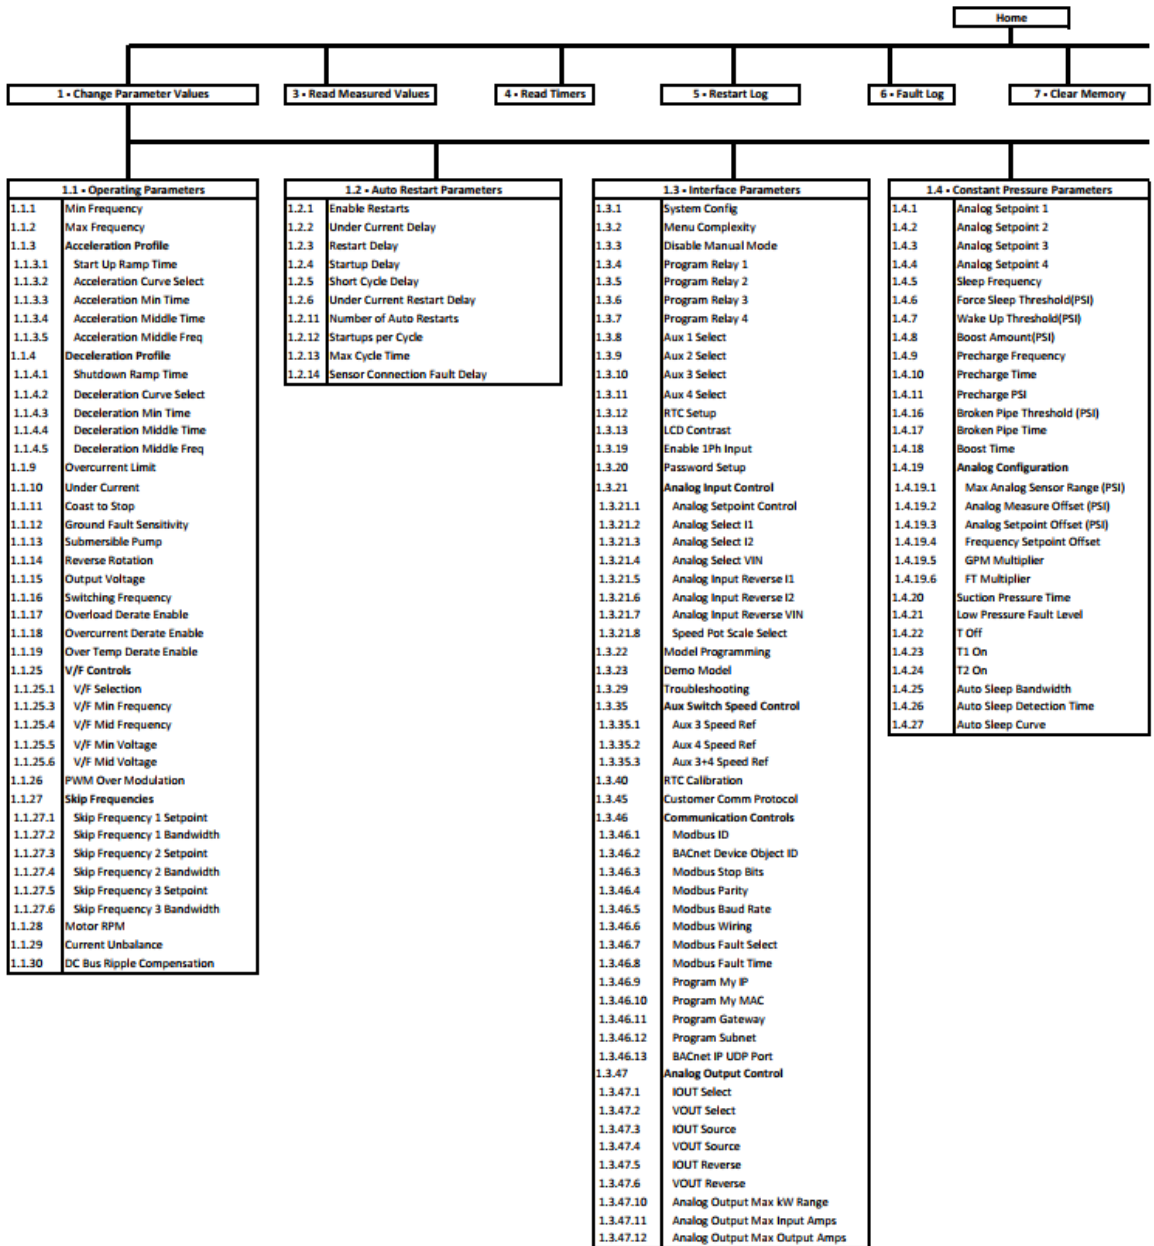 Home
1 - Change Parameter Values
3 - Read Measured Values
4 - Read Timers
5 - Restart Log
6 - Fault Log
7 - Clear Memory
1.1 - Operating Parameters
1.1.1 Min Frequency
1.1.2 Max Frequency
1.1.3 Acceleration Profile
1.1.3.1 Start Up Ramp Time
1.1.3.2 Acceleration Curve Select
1.1.3.3 Acceleration Min Time
1.1.3.4 Acceleration Middle Time
1.1.3.5 Acceleration Middle Freq
1.1.4 Deceleration Profile
1.1.4.1 Shutdown Ramp Time
1.1.4.2 Deceleration Curve Select
1.1.4.3 Deceleration Min Time
1.1.4.4 Deceleration Middle Time
1.1.4.5 Deceleration Middle Freq
1.1.9 Overcurrent Limit
1.1.10 Under Current
1.1.11 Coast to Stop
1.1.12 Ground Fault Sensitivity
1.1.13 Submersible Pump
1.1.14 Reverse Rotation
1.1.15 Output Voltage
1.1.16 Switching Frequency
1.1.17 Overload Derate Enable
1.1.18 Overcurrent Derate Enable
1.1.19 Over Temp Derate Enable
1.1.25 V/F Controls
1.1.25.1 V/F Selection
1.1.25.3 V/F Min Frequency
1.1.25.4 V/F Mid Frequency
1.1.25.5 V/F Min Voltage
1.1.25.6 V/F Mid Voltage
1.1.26 PWM Over Modulation
1.1.27 Skip Frequencies
1.1.27.1 Skip Frequency 1 Setpoint
1.1.27.2 Skip Frequency 1 Bandwidth
1.1.27.3 Skip Frequency 2 Setpoint
1.1.27.4 Skip Frequency 2 Bandwidth
1.1.27.5 Skip Frequency 3 Setpoint
1.1.27.6 Skip Frequency 3 Bandwidth
1.1.28 Motor RPM
1.1.29 Current Unbalance
1.1.30 DC Bus Ripple Compensation
1.2 - Auto Restart Parameters
1.2.1 Enable Restarts
1.2.2 Under Current Delay
1.2.3 Restart Delay
1.2.4 Startup Delay
1.2.5 Short Cycle Delay
1.2.6 Under Current Restart Delay
1.2.11 Number of Auto Restarts
1.2.12 Startups per Cycle
1.2.13 Max Cycle Time
1.2.14 Sensor Connection Fault Delay
1.3 - Interface Parameters
1.3.1 System Config
1.3.2 Menu Complexity
1.3.3 Disable Manual Mode
1.3.4 Program Relay 1
1.3.5 Program Relay 2
1.3.6 Program Relay 3
1.3.7 Program Relay 4
1.3.8 Aux 1 Select
1.3.9 Aux 2 Select
1.3.10 Aux 3 Select
1.3.11 Aux 4 Select
1.3.12 RTC Setup
1.3.13 LCD Contrast
1.3.19 Enable 1Ph Input
1.3.20 Password Setup
1.3.21 Analog Input Control
1.3.21.1 Analog Setpoint Control
1.3.21.2 Analog Select I1
1.3.21.3 Analog Select I2
1.3.21.4 Analog Select VIN
1.3.21.5 Analog Input Reverse I1
1.3.21.6 Analog Input Reverse I2
1.3.21.7 Analog Input Reverse VIN
1.3.21.8 Speed Pot Scale Select
1.3.22 Model Programming
1.3.23 Demo Model
1.3.29 Troubleshooting
1.3.35 Aux Switch Speed Control
1.3.35.1 Aux 3 Speed Ref
1.3.35.2 Aux 4 Speed Ref
1.3.35.3 Aux 3+4 Speed Ref
1.3.40 RTC Calibration
1.3.45 Customer Comm Protocol
1.3.46 Communication Controls
1.3.46.1 Modbus ID
1.3.46.2 BACnet Device Object ID
1.3.46.3 Modbus Stop Bits
1.3.46.4 Modbus Parity
1.3.46.5 Modbus Baud Rate
1.3.46.6 Modbus Wiring
1.3.46.7 Modbus Fault Select
1.3.46.8 Modbus Fault Time
1.3.46.9 Program My IP
1.3.46.10 Program My MAC
1.3.46.11 Program Gateway
1.3.46.12 Program Subnet
1.3.46.13 BACnet IP UDP Port
1.3.47 Analog Output Control
1.3.47.1 IOUT Select
1.3.47.2 VOUT Select
1.3.47.3 IOUT Source
1.3.47.4 VOUT Source
1.3.47.5 IOUT Reverse
1.3.47.6 VOUT Reverse
1.3.47.10 Analog Output Max kW Range
1.3.47.11 Analog Output Max Input Amps
1.3.47.12 Analog Output Max Output Amps
1.4 - Constant Pressure Parameters
1.4.1 Analog Setpoint 1
1.4.2 Analog Setpoint 2
1.4.3 Analog Setpoint 3
1.4.4 Analog Setpoint 4
1.4.5 Sleep Frequency
1.4.6 Force Sleep Threshold(PSI)
1.4.7 Wake Up Threshold(PSI)
1.4.8 Boost Amount(PSI)
1.4.9 Precharge Frequency
1.4.10 Precharge Time
1.4.11 Precharge PSI
1.4.16 Broken Pipe Threshold (PSI)
1.4.17 Broken Pipe Time
1.4.18 Boost Time
1.4.19 Analog Configuration
1.4.19.1 Max Analog Sensor Range (PSI)
1.4.19.2 Analog Measure Offset (PSI)
1.4.19.3 Analog Setpoint Offset (PSI)
1.4.19.4 Frequency Setpoint Offset
1.4.19.5 GPM Multiplier
1.4.19.6 FT Multiplier
1.4.20 Suction Pressure Time
1.4.21 Low Pressure Fault Level
1.4.22 T Off
1.4.23 T1 On
1.4.24 T2 On
1.4.25 Auto Sleep Bandwidth
1.4.26 Auto Sleep Detection Time
1.4.27 Auto Sleep Curve